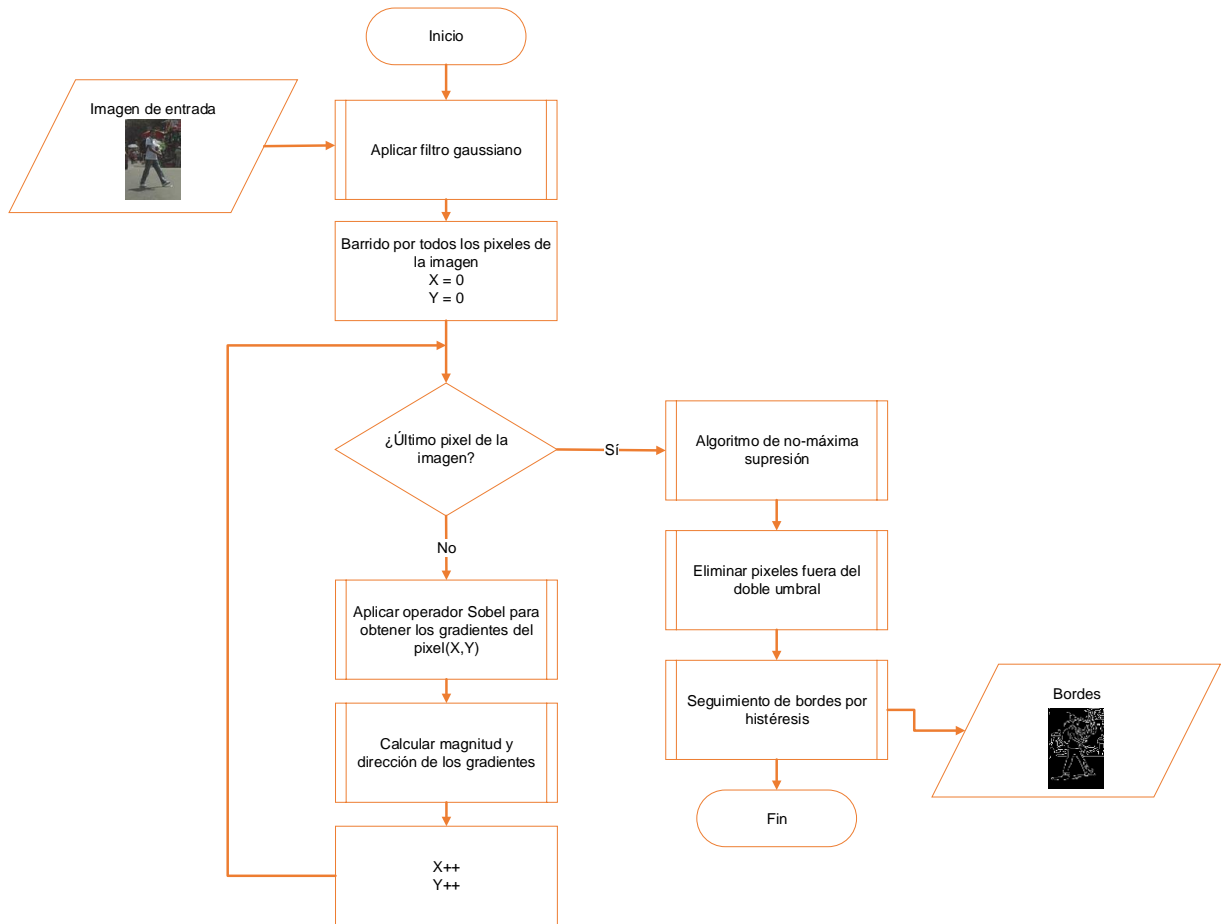 Inicio
Imagen de entrada
Aplicar filtro gaussiano
Barrido por todos los pixeles de
la imagen
X = 0
Y = 0
¿Último pixel de la
imagen?
Sí
No
Aplicar operador Sobel para
obtener los gradientes del
pixel(X,Y)
Calcular magnitud y
dirección de los gradientes
X++
Y++
Algoritmo de no-máxima
supresión
Eliminar pixeles fuera del
doble umbral
Seguimiento de bordes por
histéresis
Bordes
Fin